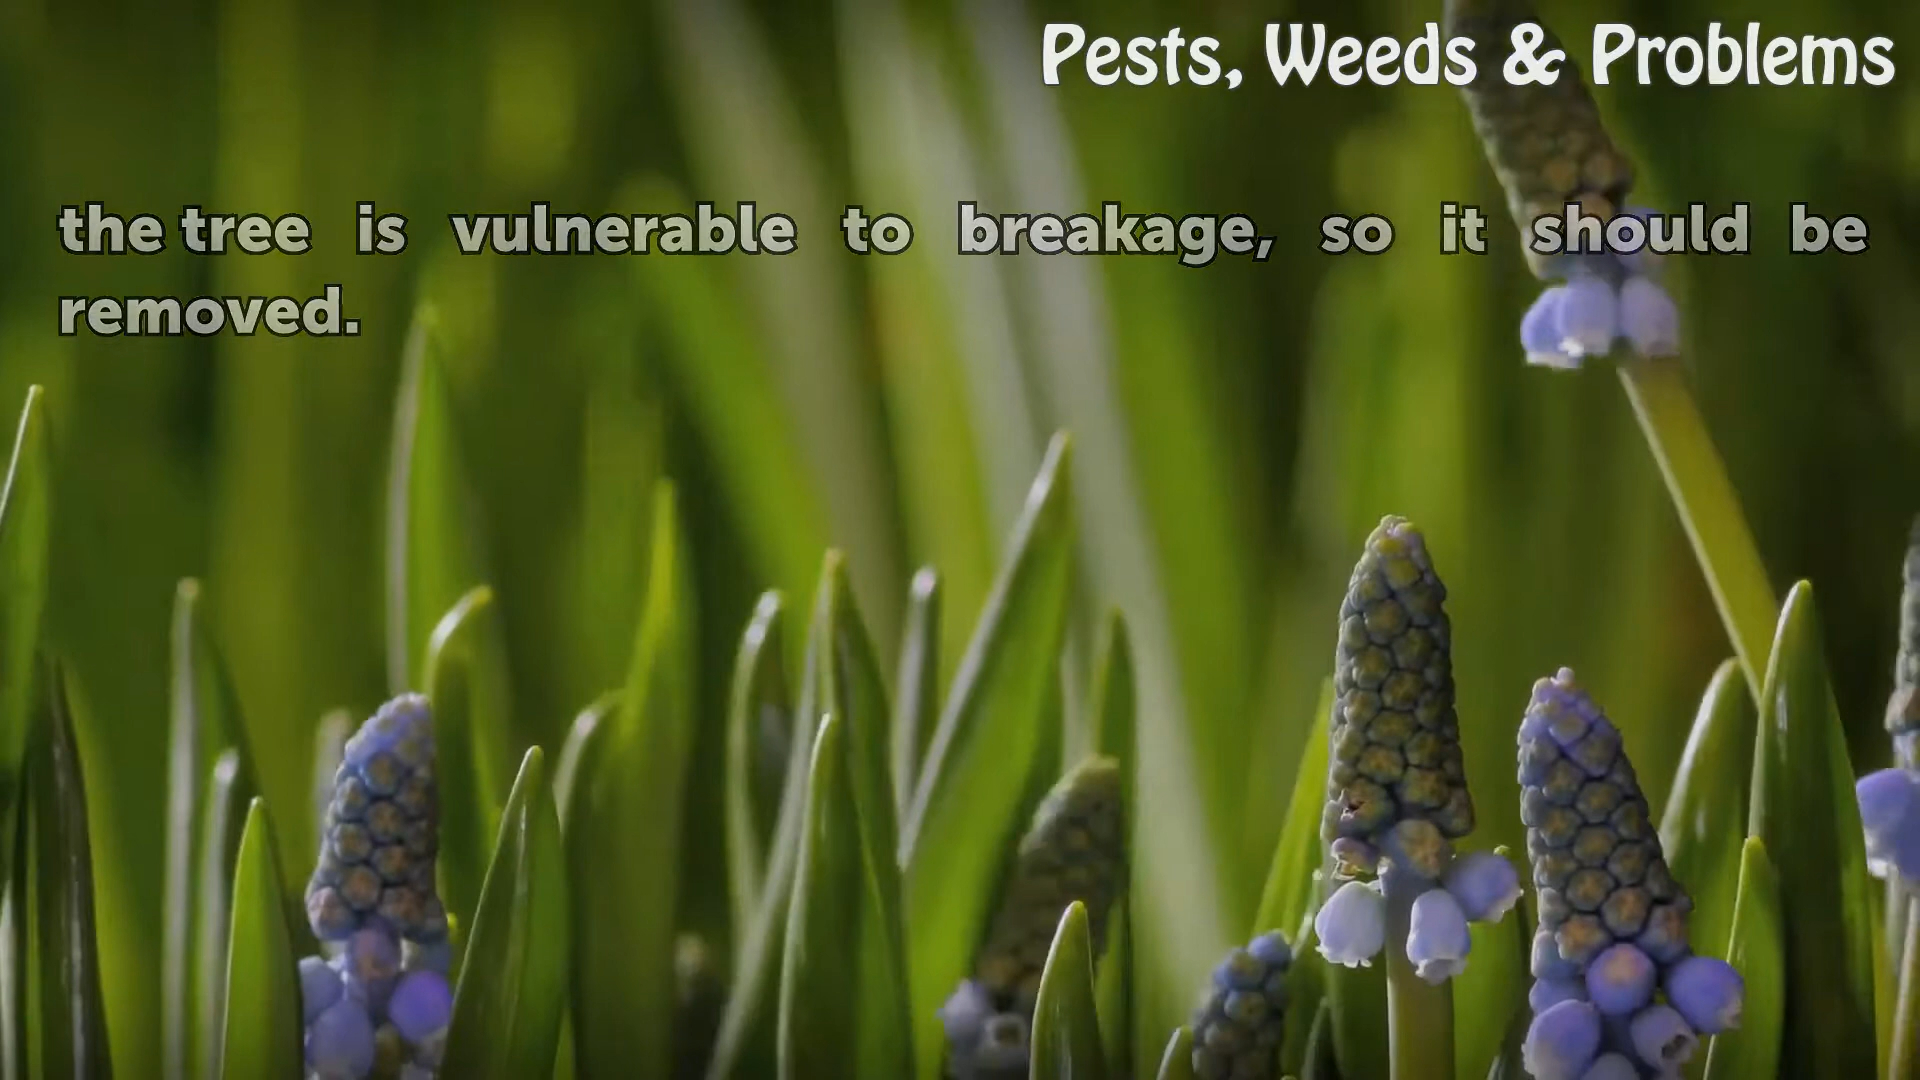 Pests, Weeds & Problems
the tree is vulnerable to breakage, so it should be
removed.